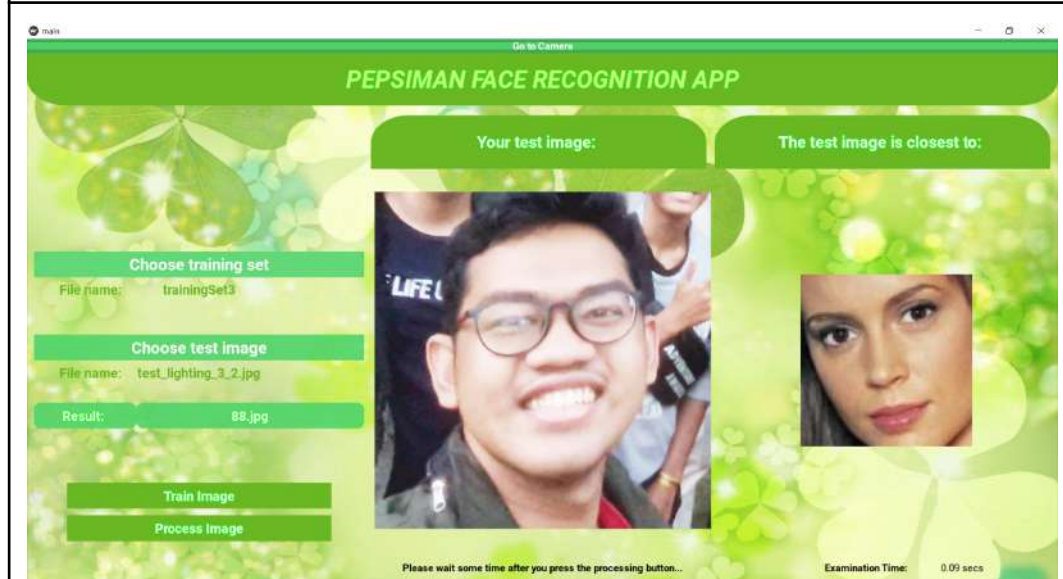 main
Go to Camera
PEPSIMAN FACE RECOGNITION APP
Your test image:
The test image is closest to:
Choose training set
File name: trainingSet3
Choose test image
File name: test_lighting_3_2.jpg
Result: 88.jpg
Train Image
Process Image
LIFE
Please wait some time after you press the processing button...
Examination Time: 0.09 secs